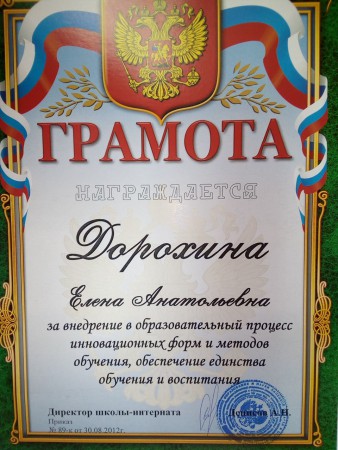 ГРАМОТА
НАГРАЖДАЕТСЯ
Дорохина
Елена Анатольевна
за внедрение в образовательный процесс
инновационных форм и методов
обучения, обеспечение единства
обучения и воспитания
Директор школы-интерната
Приказ
№ 89-к от 30.08.2012г.